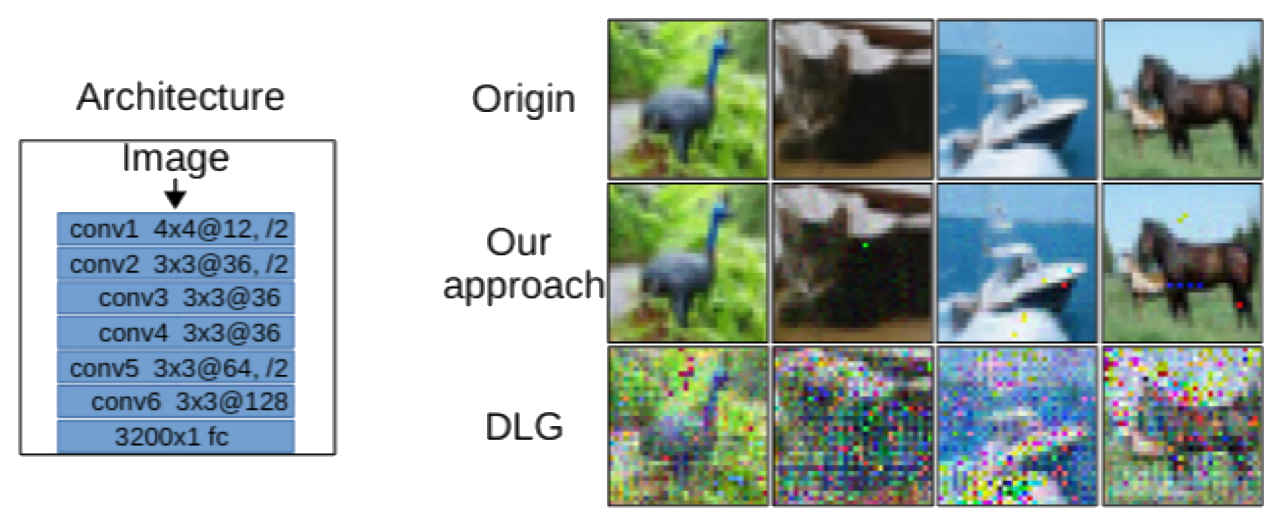 Architecture
Image
conv1 4x4@12, /2
conv2 3x3@36, /2
conv3 3x3@36
conv4 3x3@36
conv5 3x3@64, /2
conv6 3x3@128
3200x1 fc
Origin
Our
approach
DLG